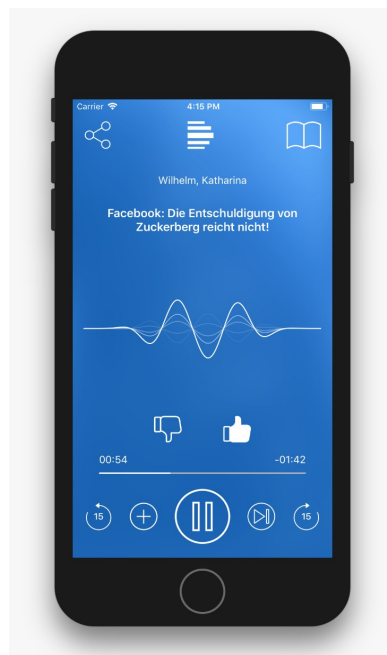 Carrier 4:15 PM
Wilhelm, Katharina
Facebook: Die Entschuldigung von
Zuckerberg reicht nicht!
00:54 -01:42
15 15